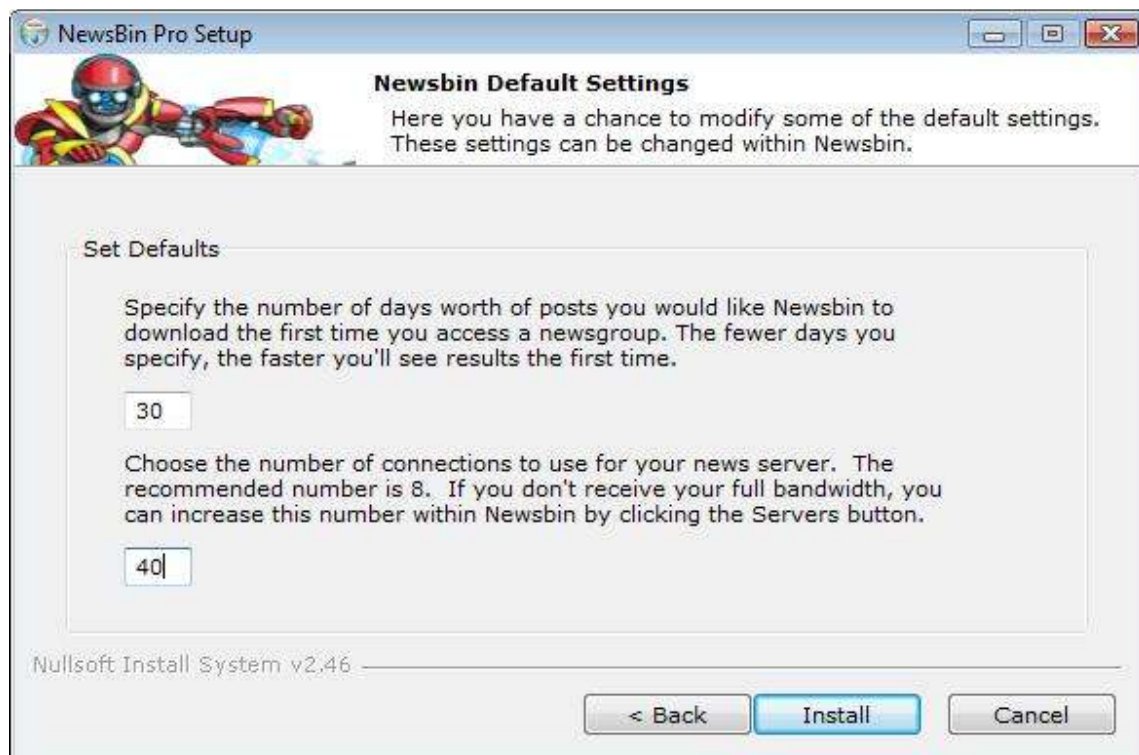 NewsBin Pro Setup
Newsbin Default Settings
Here you have a chance to modify some of the default settings.
These settings can be changed within Newsbin.
Set Defaults
Specify the number of days worth of posts you would like Newsbin to
download the first time you access a newsgroup. The fewer days you
specify, the faster you'll see results the first time.
30
Choose the number of connections to use for your news server.  The
recommended number is 8.  If you don't receive your full bandwidth, you
can increase this number within Newsbin by clicking the Servers button.
40
Nullsoft Install System v2.46
< Back Install Cancel